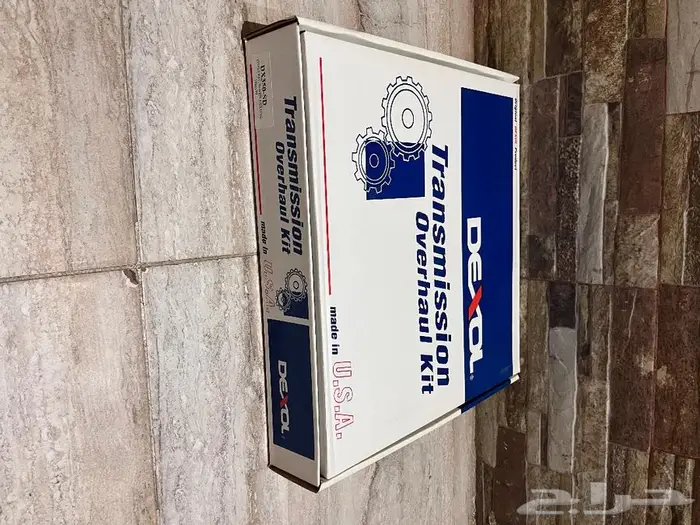 DEXOL
Transmission
Overhaul Kit
made in U.S.A.
Transmission
Overhaul Kit
made in U.S.A.
DEXOL
حراج